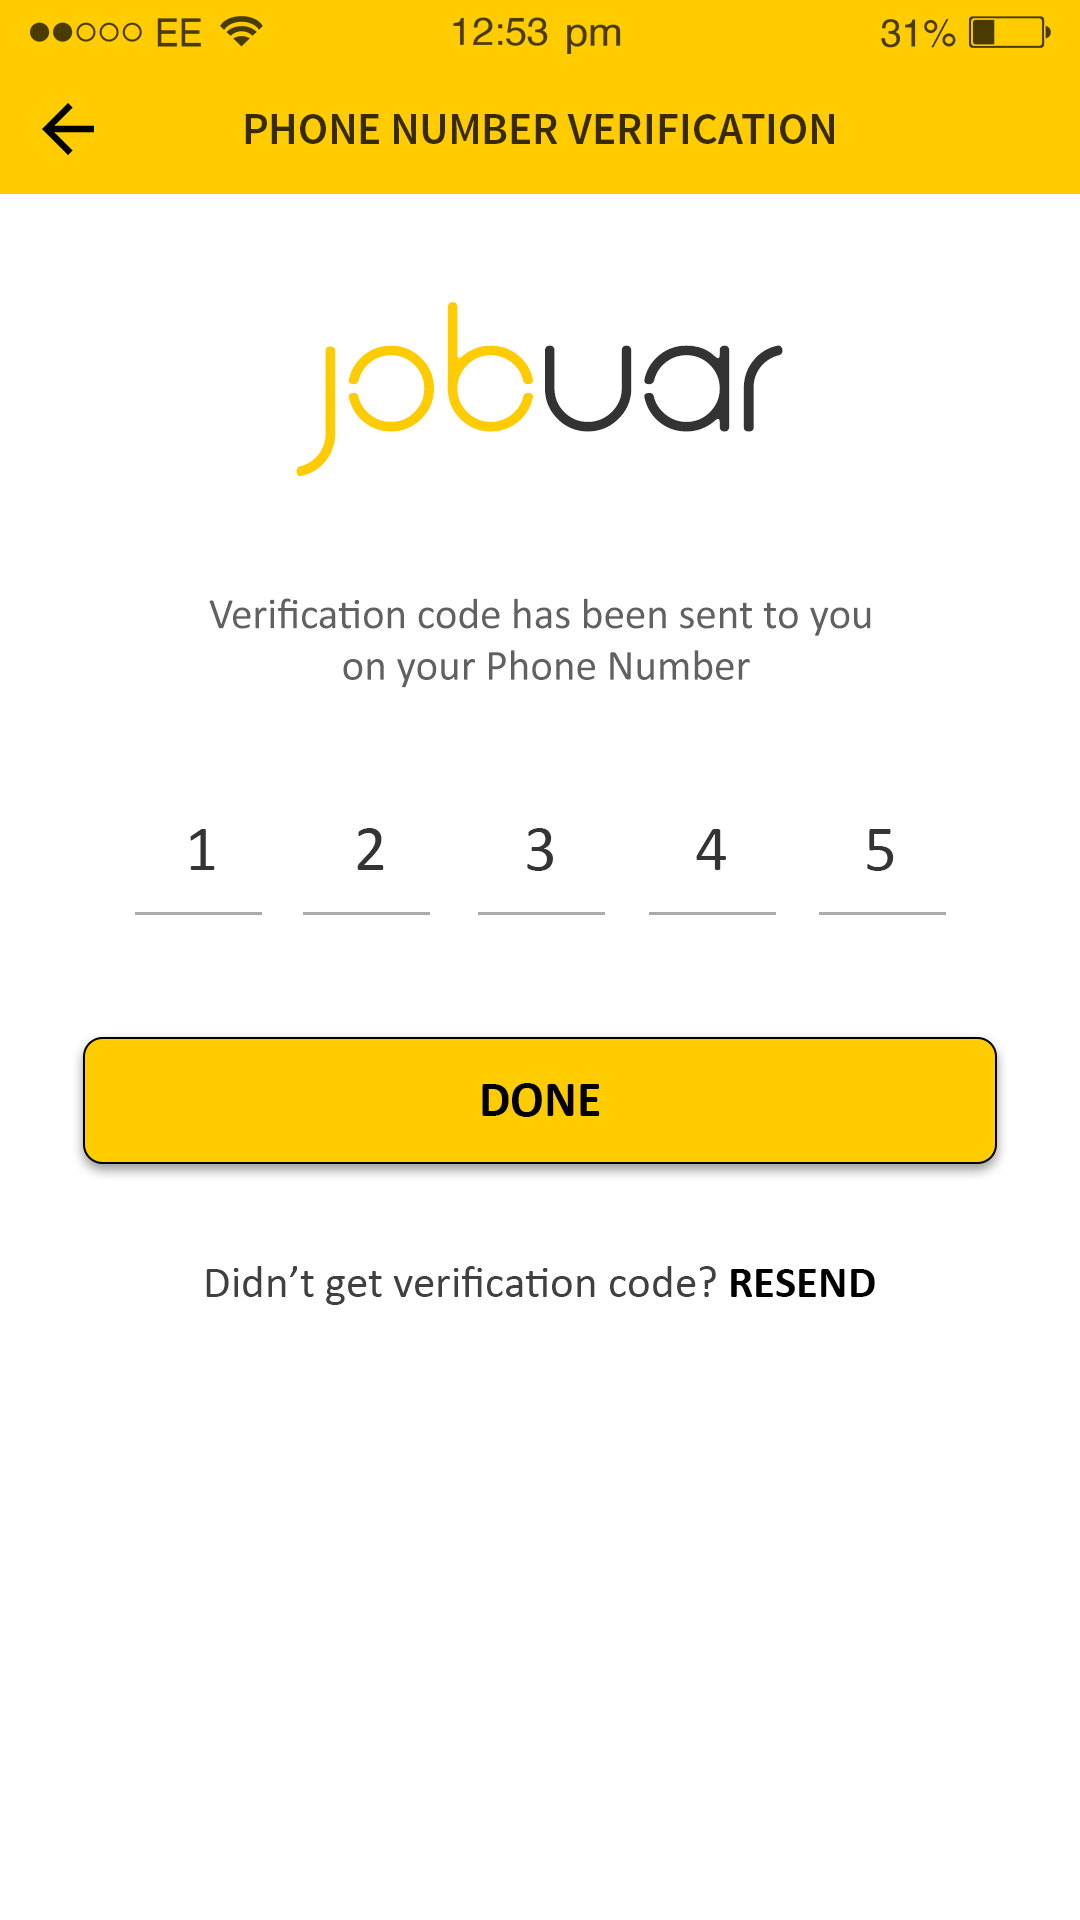 EE 12:53 pm 31%
PHONE NUMBER VERIFICATION
jobuar
Verification code has been sent to you
on your Phone Number
1 2 3 4 5
DONE
Didn’t get verification code? RESEND